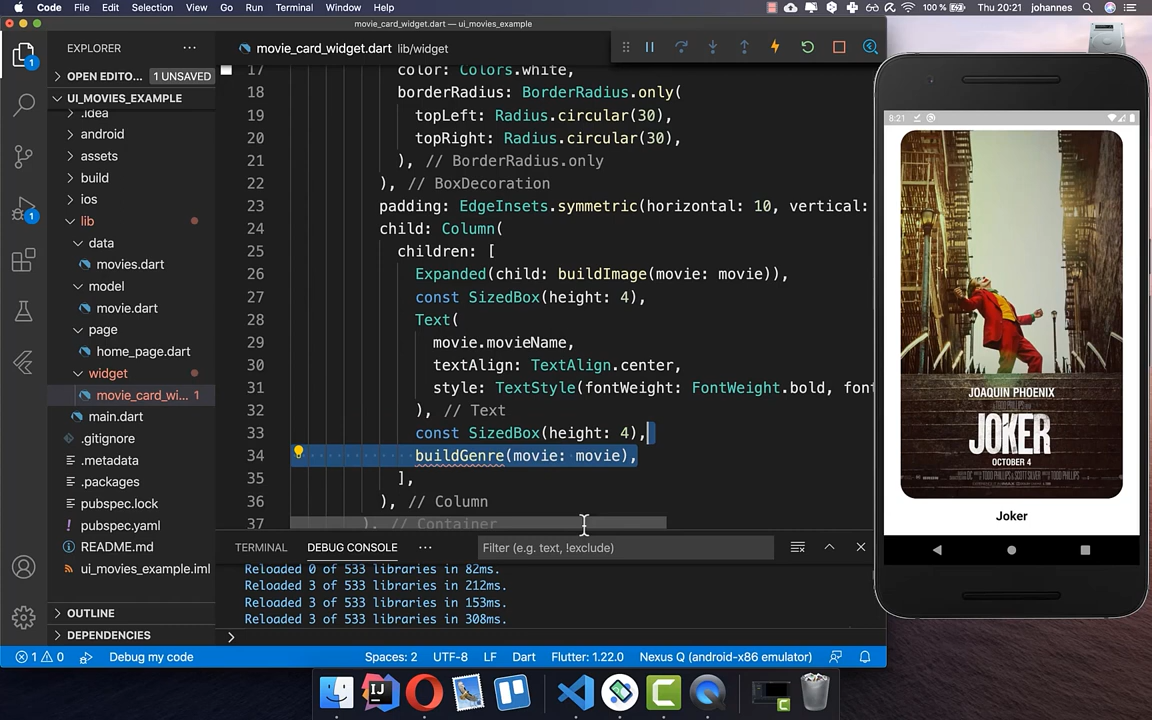 Code File Edit Selection View Go Run Terminal Window Help 100 % Thu 20:21 johannes
movie_card_widget.dart — ui_movies_example
EXPLORER
OPEN EDITO... 1 UNSAVED
UI_MOVIES_EXAMPLE
.idea
android
assets
build
ios
lib
data
movies.dart
model
movie.dart
page
home_page.dart
widget
movie_card_wi... 1
main.dart
.gitignore
.metadata
.packages
pubspec.lock
pubspec.yaml
README.md
ui_movies_example.iml
OUTLINE
DEPENDENCIES
1
1
movie_card_widget.dart lib/widget
17 color: Colors.white,
18 borderRadius: BorderRadius.only(
19 topLeft: Radius.circular(30),
20 topRight: Radius.circular(30),
21 ), // BorderRadius.only
22 ), // BoxDecoration
23 padding: EdgeInsets.symmetric(horizontal: 10, vertical:
24 child: Column(
25 children: [
26 Expanded(child: buildImage(movie: movie)),
27 const SizedBox(height: 4),
28 Text(
29 movie.movieName,
30 textAlign: TextAlign.center,
31 style: TextStyle(fontWeight: FontWeight.bold, font
32 ), // Text
33 const SizedBox(height: 4),
34 buildGenre(movie: movie),
35 ],
36 ), // Column
37 ), // Container
TERMINAL DEBUG CONSOLE ··· Filter (e.g. text, !exclude)
Reloaded 0 of 533 libraries in 82ms.
Reloaded 3 of 533 libraries in 212ms.
Reloaded 3 of 533 libraries in 153ms.
Reloaded 3 of 533 libraries in 308ms.
1 0 Debug my code Spaces: 2 UTF-8 LF Dart Flutter: 1.22.0 Nexus Q (android-x86 emulator)
8:21
JOAQUIN PHOENIX
JOKER
OCTOBER 4
Joker